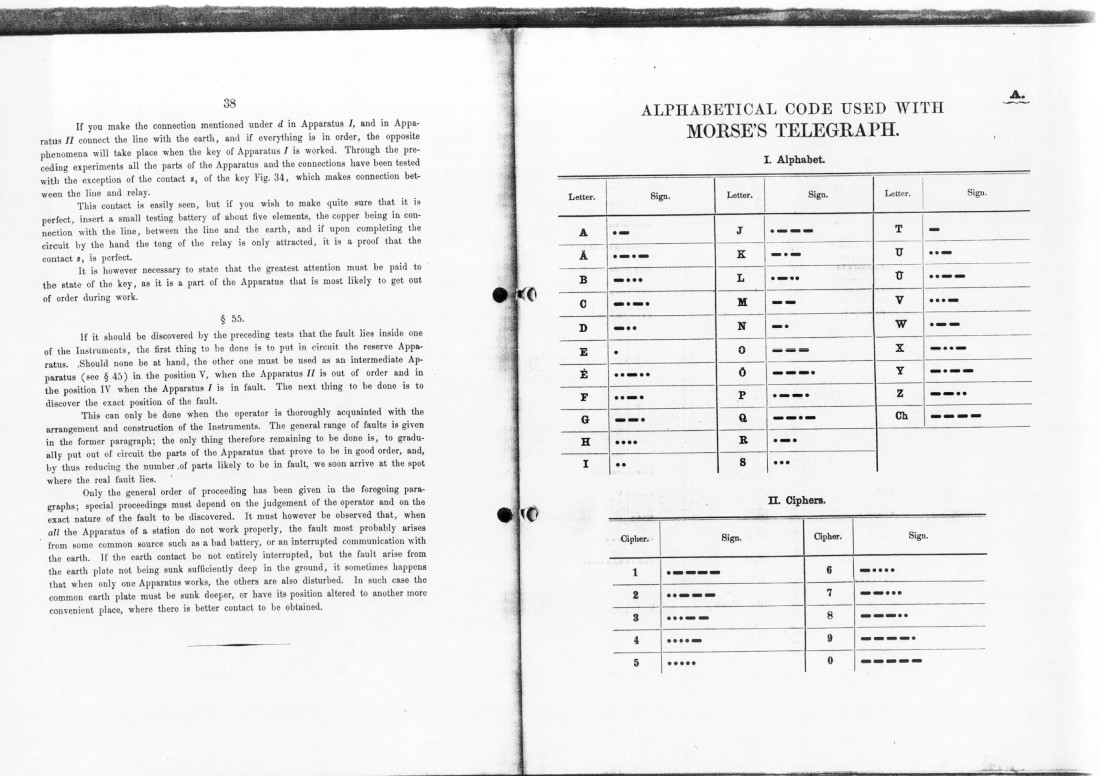 38
If you make the connection mentioned under d in Apparatus I, and in Appa-
ratus II connect the line with the earth, and if everything is in order, the opposite
phenomena will take place when the key of Apparatus I is worked. Through the pre-
ceding experiments all the parts of the Apparatus and the connections have been tested
with the exception of the contact s₁ of the key Fig. 34, which makes connection bet-
ween the line and relay.
This contact is easily seen, but if you wish to make quite sure that it is
perfect, insert a small testing battery of about five elements, the copper being in con-
nection with the line, between the line and the earth, and if upon completing the
circuit by the hand the tong of the relay is only attracted, it is a proof that the
contact s₁ is perfect.
It is however necessary to state that the greatest attention must be paid to
the state of the key, as it is a part of the Apparatus that is most likely to get out
of order during work.
§ 55.
If it should be discovered by the preceding tests that the fault lies inside one
of the Instruments, the first thing to be done is to put in circuit the reserve Appa-
ratus. Should none be at hand, the other one must be used as an intermediate Ap-
paratus (see § 45) in the position V, when the Apparatus II is out of order and in
the position IV when the Apparatus I is in fault. The next thing to be done is to
discover the exact position of the fault.
This can only be done when the operator is thoroughly acquainted with the
arrangement and construction of the Instruments. The general range of faults is given
in the former paragraph; the only thing therefore remaining to be done is, to gradu-
ally put out of circuit the parts of the Apparatus that prove to be in good order, and,
by thus reducing the number of parts likely to be in fault, we soon arrive at the spot
where the real fault lies.
Only the general order of proceeding has been given in the foregoing para-
graphs; special proceedings must depend on the judgement of the operator and on the
exact nature of the fault to be discovered. It must however be observed that, when
all the Apparatus of a station do not work properly, the fault most probably arises
from some common source such as a bad battery, or an interrupted communication with
the earth. If the earth contact be not entirely interrupted, but the fault arise from
the earth plate not being sunk sufficiently deep in the ground, it sometimes happens
that when only one Apparatus works, the others are also disturbed. In such case the
common earth plate must be sunk deeper, or have its position altered to another more
convenient place, where there is better contact to be obtained.
A.
ALPHABETICAL CODE USED WITH
MORSE'S TELEGRAPH.
I. Alphabet.
Letter. Sign. Letter. Sign. Letter. Sign.
A ·– J ·––– T –
Ä ·–·– K –·– U ··–
B –··· L ·–·· Ü ··––
C –·–· M –– V ···–
D –·· N –· W ·––
E · O ––– X –··–
É ··–·· Ö –––· Y –·––
F ··–· P ·––· Z ––··
G ––· Q ––·– Ch ––––
H ···· R ·–·
I ·· S ···
II. Ciphers.
Cipher. Sign. Cipher. Sign.
1 ·–––– 6 –····
2 ··––– 7 ––···
3 ···–– 8 –––··
4 ····– 9 ––––·
5 ····· 0 –––––